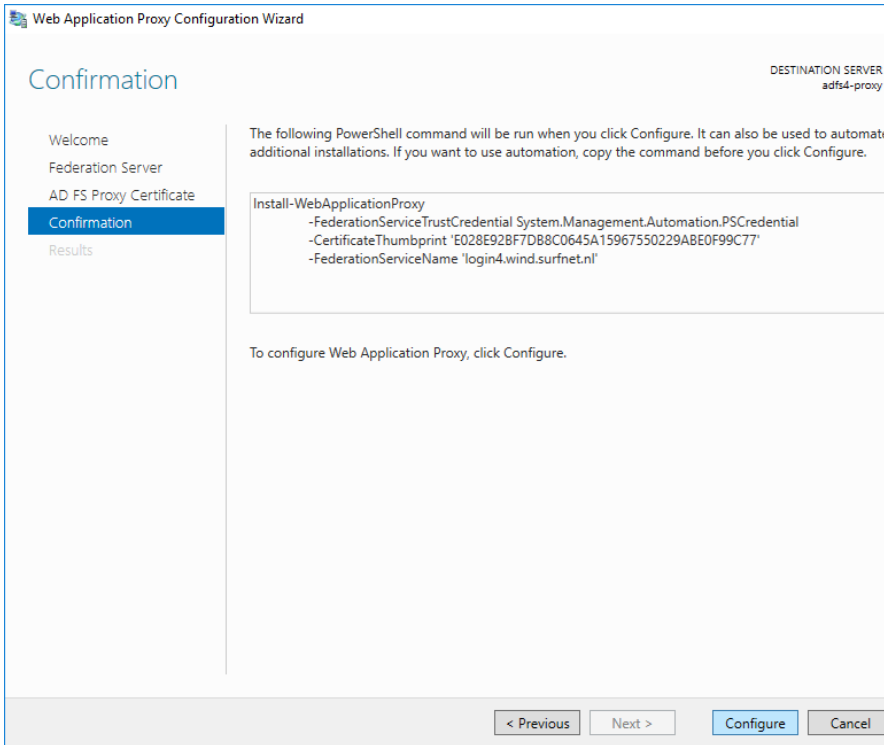 Web Application Proxy Configuration Wizard
Confirmation
DESTINATION SERVER
adfs4-proxy
Welcome
Federation Server
AD FS Proxy Certificate
Confirmation
Results
The following PowerShell command will be run when you click Configure. It can also be used to automate
additional installations. If you want to use automation, copy the command before you click Configure.
Install-WebApplicationProxy
-FederationServiceTrustCredential System.Management.Automation.PSCredential
-CertificateThumbprint 'E028E92BF7DB8C0645A15967550229ABE0F99C77'
-FederationServiceName 'login4.wind.surfnet.nl'
To configure Web Application Proxy, click Configure.
< Previous
Next >
Configure
Cancel